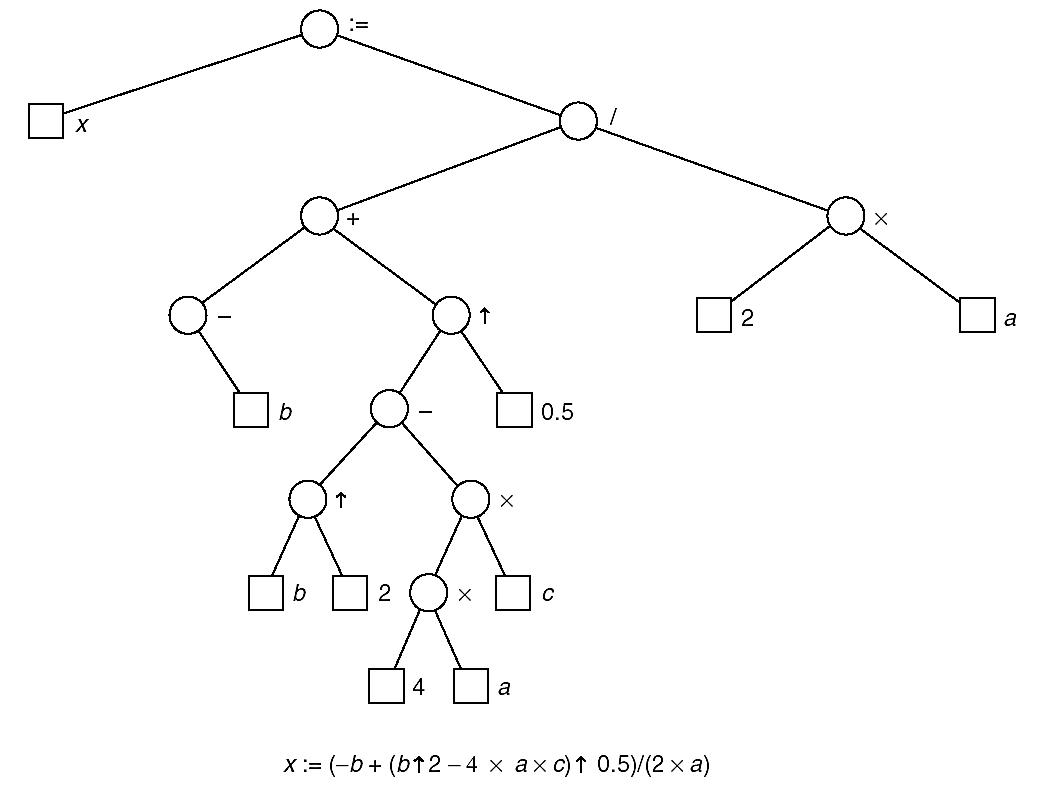 :=
x
/
+
×
–
↑
2
a
b
–
0.5
↑
×
b
2
×
c
4
a
x := (–b + (b↑2 – 4 × a × c)↑ 0.5)/(2 × a)